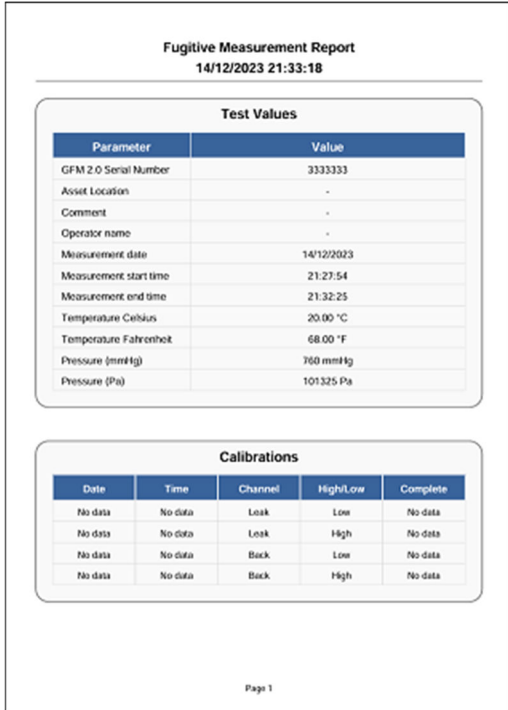 Fugitive Measurement Report
14/12/2023 21:33:18
Test Values
Parameter Value
GFM 2.0 Serial Number 3333333
Asset Location -
Comment -
Operator name -
Measurement date 14/12/2023
Measurement start time 21:27:54
Measurement end time 21:32:25
Temperature Celsius 20.00 °C
Temperature Fahrenheit 68.00 °F
Pressure (mmHg) 760 mmHg
Pressure (Pa) 101325 Pa
Calibrations
Date Time Channel High/Low Complete
No data No data Leak Low No data
No data No data Leak High No data
No data No data Back Low No data
No data No data Back High No data
Page 1